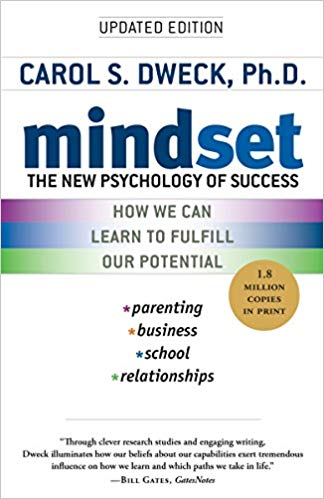 UPDATED EDITION
CAROL S. DWECK, Ph.D.
mindset
THE NEW PSYCHOLOGY OF SUCCESS
HOW WE CAN
LEARN TO FULFILL
OUR POTENTIAL
1.8
MILLION
COPIES
IN PRINT
*parenting
*business
*school
*relationships
“Through clever research studies and engaging writing,
Dweck illuminates how our beliefs about our capabilities exert tremendous
influence on how we learn and which paths we take in life.”
—BILL GATES, GatesNotes